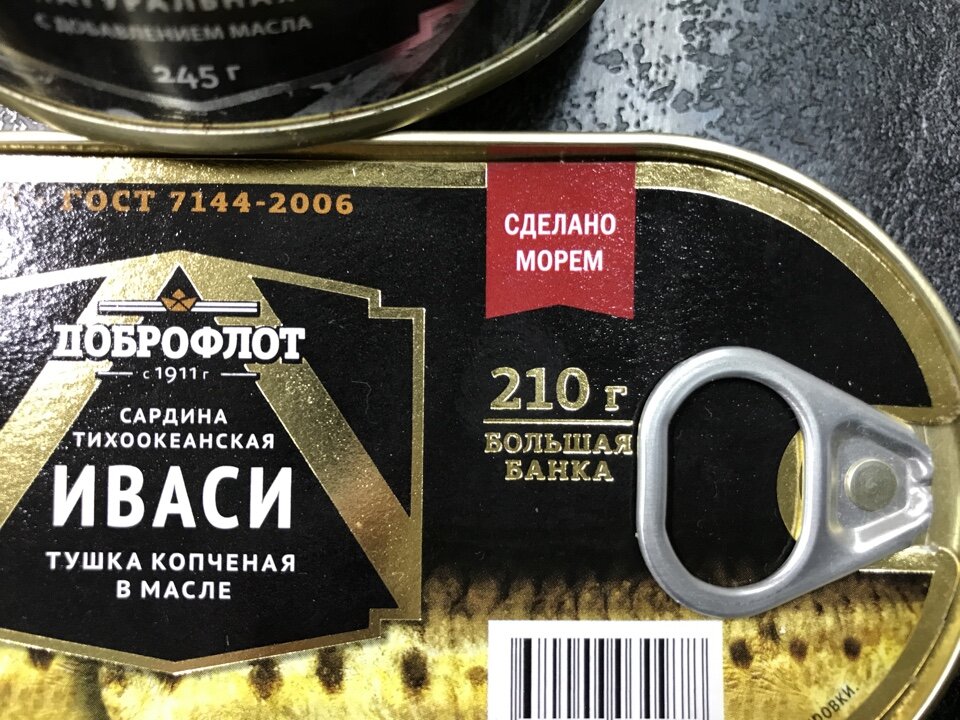 НАТУРАЛЬНАЯ
С ДОБАВЛЕНИЕМ МАСЛА
245 г
ГОСТ 7144-2006
СДЕЛАНО
МОРЕМ
ДОБРОФЛОТ
с 1911 г
САРДИНА
ТИХООКЕАНСКАЯ
ИВАСИ
ТУШКА КОПЧЕНАЯ
В МАСЛЕ
210 г
БОЛЬШАЯ
БАНКА